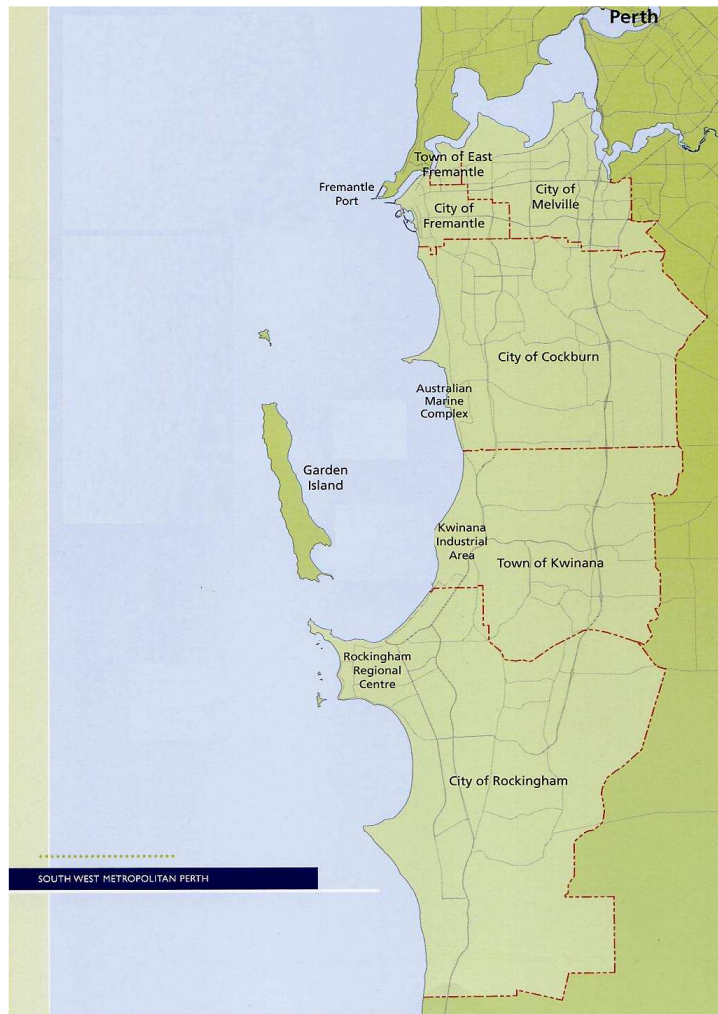 Perth
Town of East
Fremantle
Fremantle
Port
City of
Melville
City of
Fremantle
City of Cockburn
Australian
Marine
Complex
Garden
Island
Kwinana
Industrial
Area
Town of Kwinana
Rockingham
Regional
Centre
City of Rockingham
SOUTH WEST METROPOLITAN PERTH